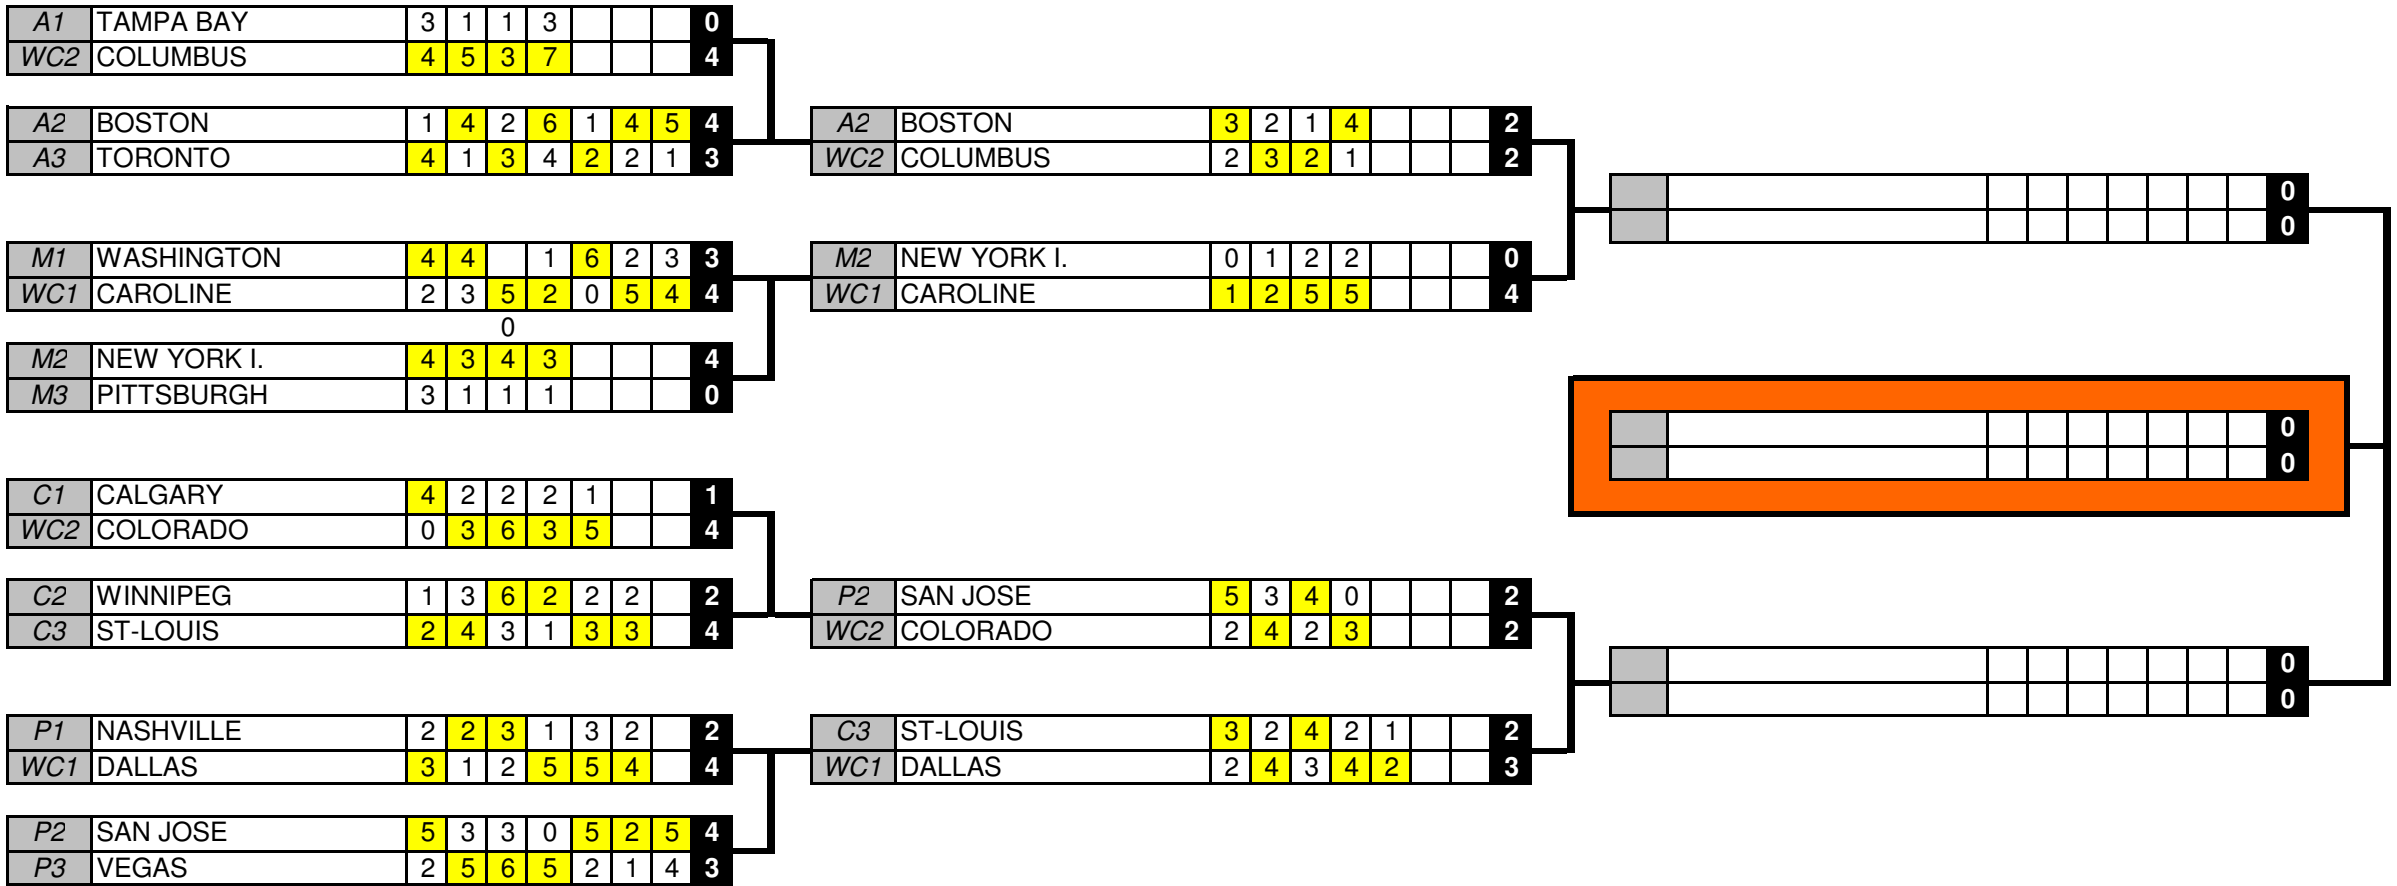 A1 TAMPA BAY 3 1 1 3 0
WC2 COLUMBUS 4 5 3 7 4
A2 BOSTON 1 4 2 6 1 4 5 4
A3 TORONTO 4 1 3 4 2 2 1 3
M1 WASHINGTON 4 4 1 6 2 3 3
WC1 CAROLINE 2 3 5 2 0 5 4 4
0
M2 NEW YORK I. 4 3 4 3 4
M3 PITTSBURGH 3 1 1 1 0
C1 CALGARY 4 2 2 2 1 1
WC2 COLORADO 0 3 6 3 5 4
C2 WINNIPEG 1 3 6 2 2 2 2
C3 ST-LOUIS 2 4 3 1 3 3 4
P1 NASHVILLE 2 2 3 1 3 2 2
WC1 DALLAS 3 1 2 5 5 4 4
P2 SAN JOSE 5 3 3 0 5 2 5 4
P3 VEGAS 2 5 6 5 2 1 4 3
A2 BOSTON 3 2 1 4 2
WC2 COLUMBUS 2 3 2 1 2
M2 NEW YORK I. 0 1 2 2 0
WC1 CAROLINE 1 2 5 5 4
P2 SAN JOSE 5 3 4 0 2
WC2 COLORADO 2 4 2 3 2
C3 ST-LOUIS 3 2 4 2 1 2
WC1 DALLAS 2 4 3 4 2 3
0
0
0
0
0
0